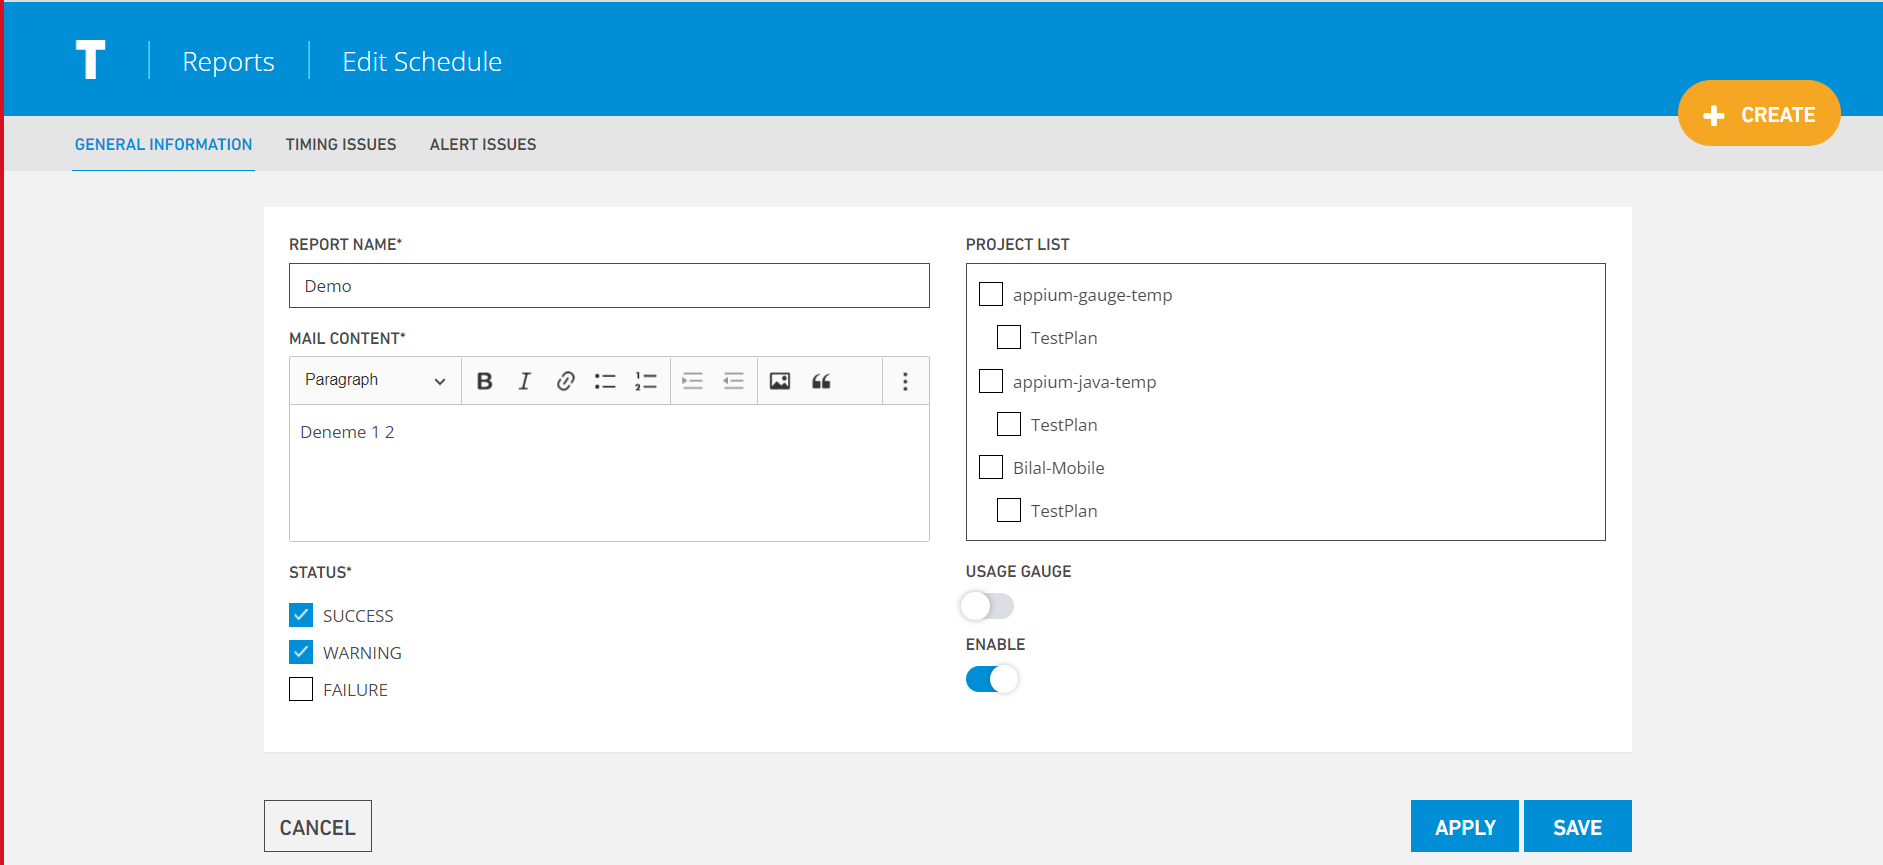 T
Reports
Edit Schedule
+ CREATE
GENERAL INFORMATION
TIMING ISSUES
ALERT ISSUES
REPORT NAME*
Demo
MAIL CONTENT*
Paragraph
B I
Deneme 1 2
STATUS*
SUCCESS
WARNING
FAILURE
PROJECT LIST
appium-gauge-temp
TestPlan
appium-java-temp
TestPlan
Bilal-Mobile
TestPlan
USAGE GAUGE
ENABLE
CANCEL
APPLY
SAVE